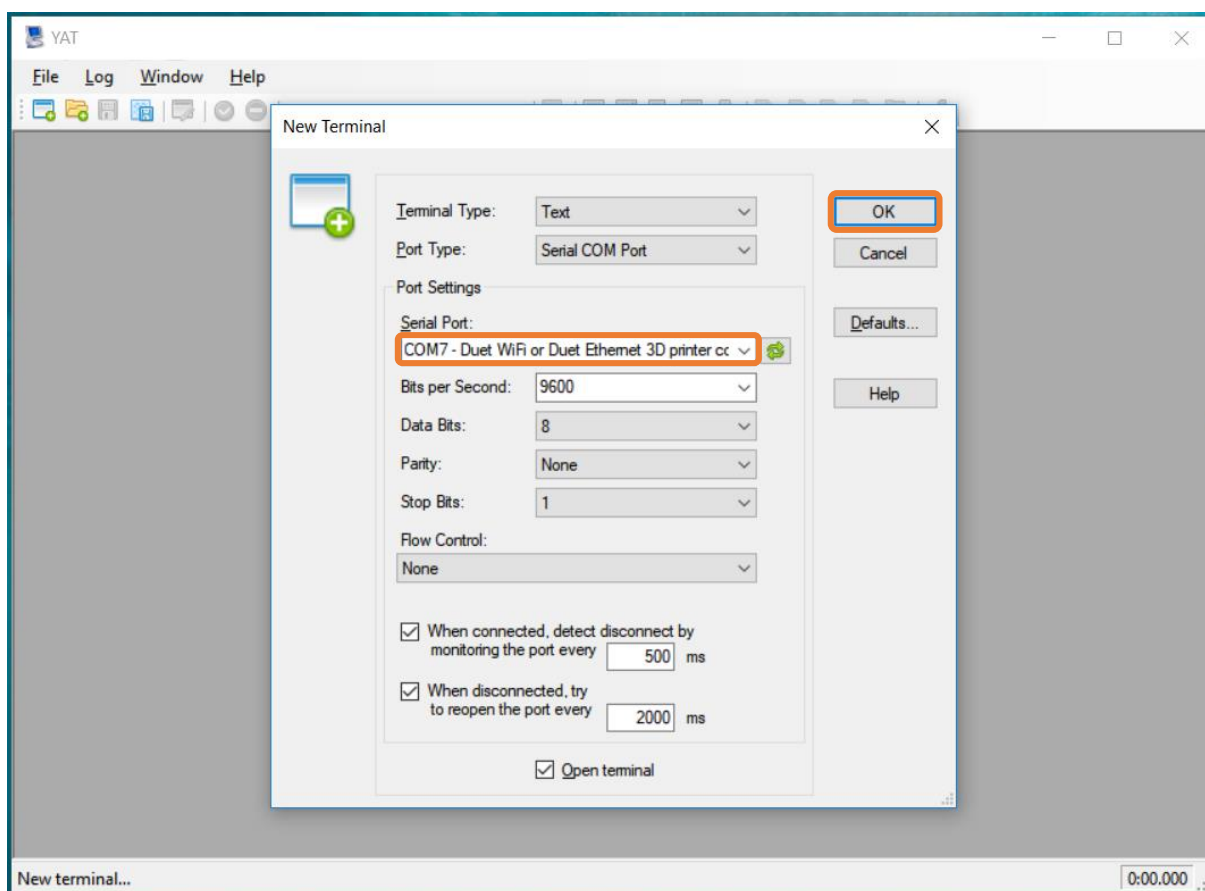 YAT
File Log Window Help
New Terminal
Terminal Type: Text
OK
Port Type: Serial COM Port
Cancel
Port Settings
Serial Port:
Defaults...
COM7 - Duet WiFi or Duet Ethernet 3D printer cc
Bits per Second: 9600
Help
Data Bits: 8
Parity: None
Stop Bits: 1
Flow Control:
None
When connected, detect disconnect by
monitoring the port every 500 ms
When disconnected, try
to reopen the port every 2000 ms
Open terminal
New terminal...
0:00.000